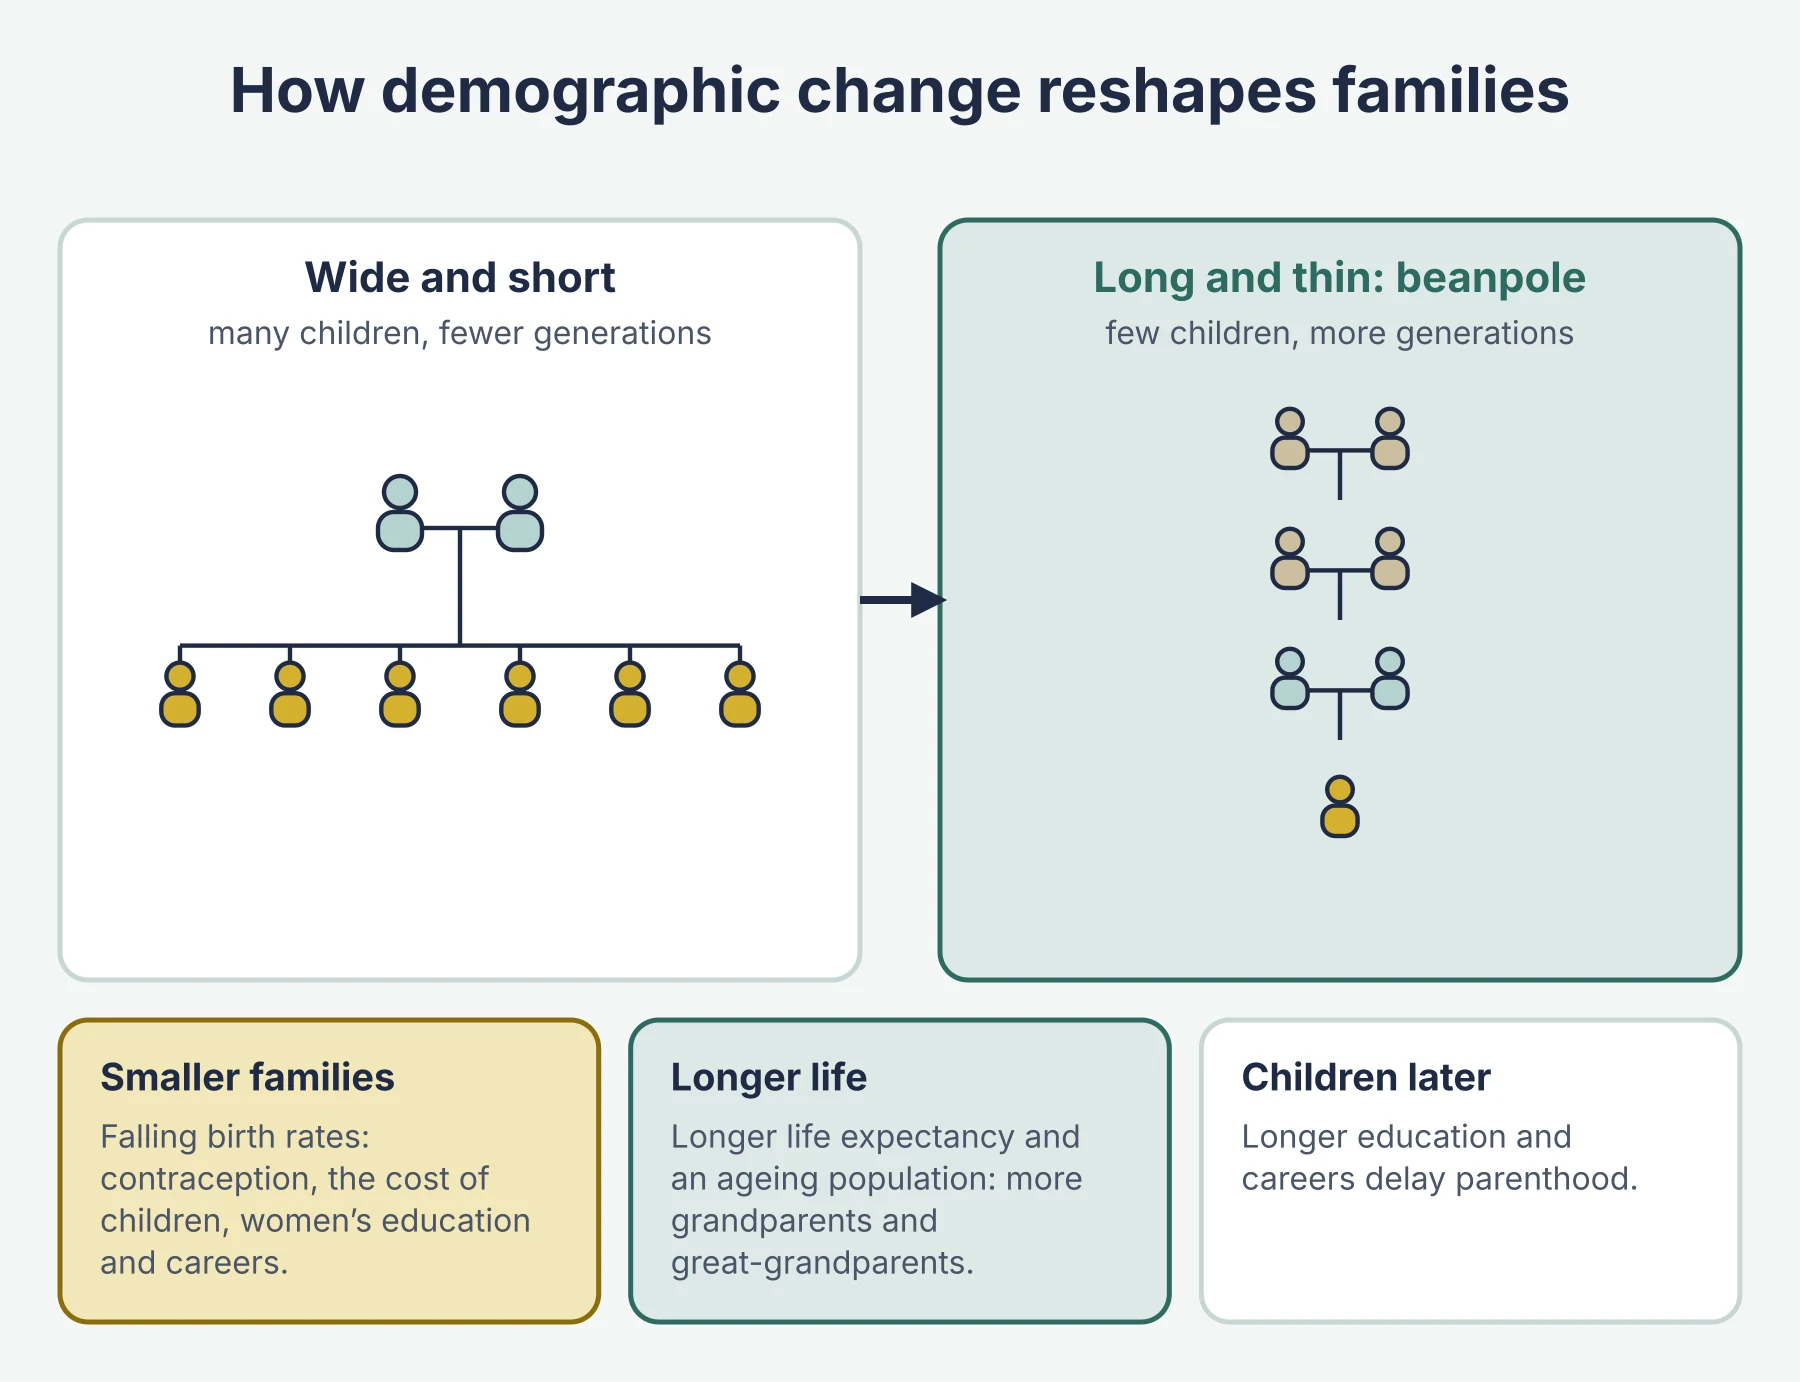 How demographic change reshapes families
Wide and short
many children, fewer generations
Long and thin: beanpole
few children, more generations
Smaller families
Falling birth rates:
contraception, the cost of
children, women’s education
and careers.
Longer life
Longer life expectancy and
an ageing population: more
grandparents and
great-grandparents.
Children later
Longer education and
careers delay parenthood.